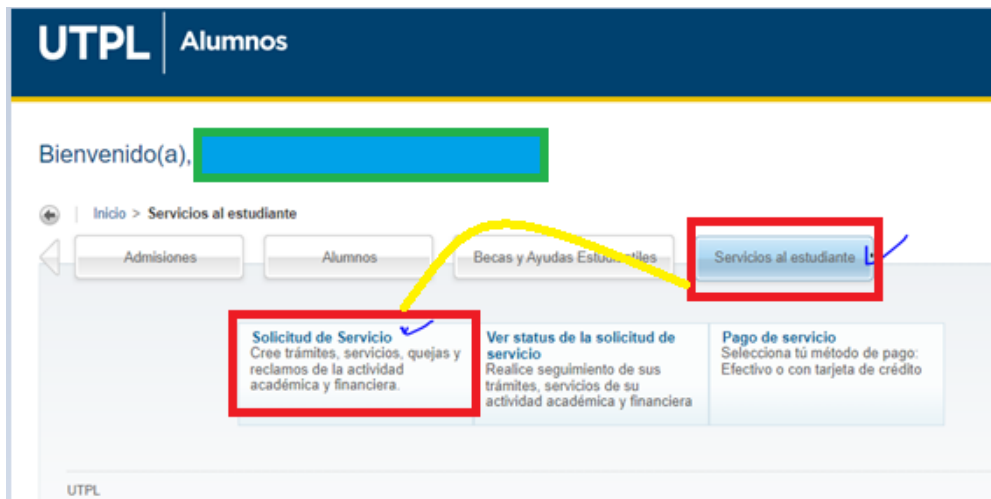 UTPL Alumnos
Bienvenido(a),
Inicio > Servicios al estudiante
Admisiones Alumnos Becas y Ayudas Estudiantiles Servicios al estudiante
Solicitud de Servicio
Cree trámites, servicios, quejas y
reclamos de la actividad
académica y financiera.
Ver status de la solicitud de
servicio
Realice seguimiento de sus
trámites, servicios de su
actividad académica y financiera
Pago de servicio
Selecciona tú método de pago:
Efectivo o con tarjeta de crédito
UTPL